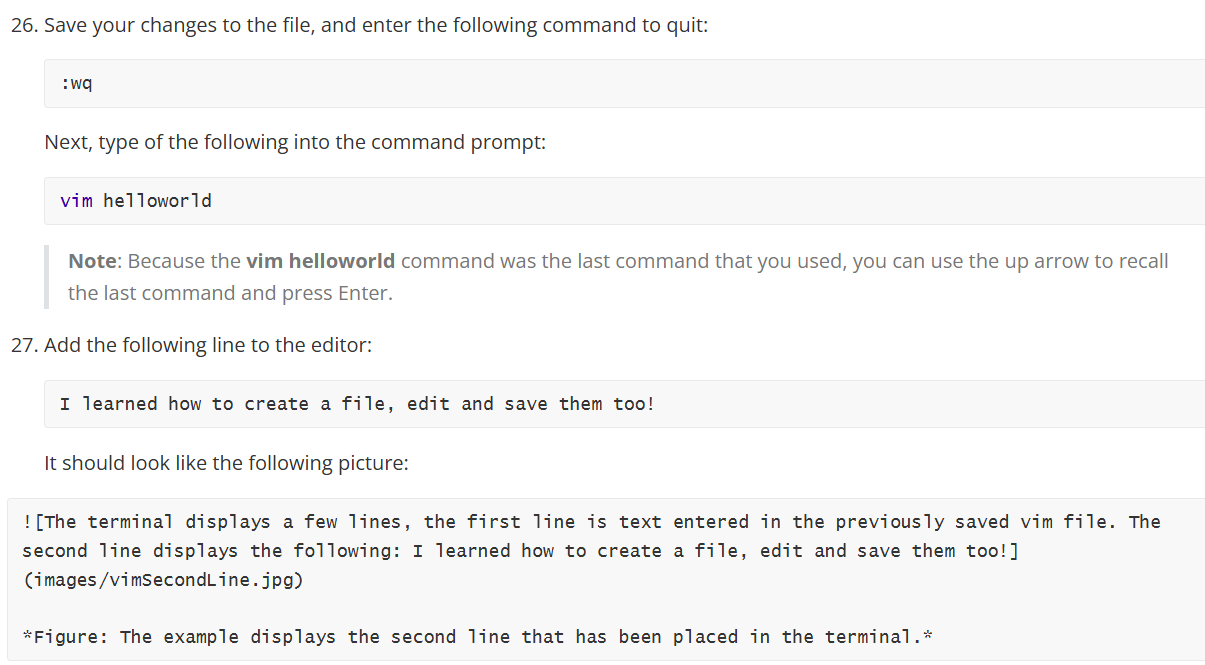 26. Save your changes to the file, and enter the following command to quit:
:wq
Next, type of the following into the command prompt:
vim helloworld
Note: Because the vim helloworld command was the last command that you used, you can use the up arrow to recall
the last command and press Enter.
27. Add the following line to the editor:
I learned how to create a file, edit and save them too!
It should look like the following picture:
![The terminal displays a few lines, the first line is text entered in the previously saved vim file. The
second line displays the following: I learned how to create a file, edit and save them too!]
(images/vimSecondLine.jpg)
*Figure: The example displays the second line that has been placed in the terminal.*